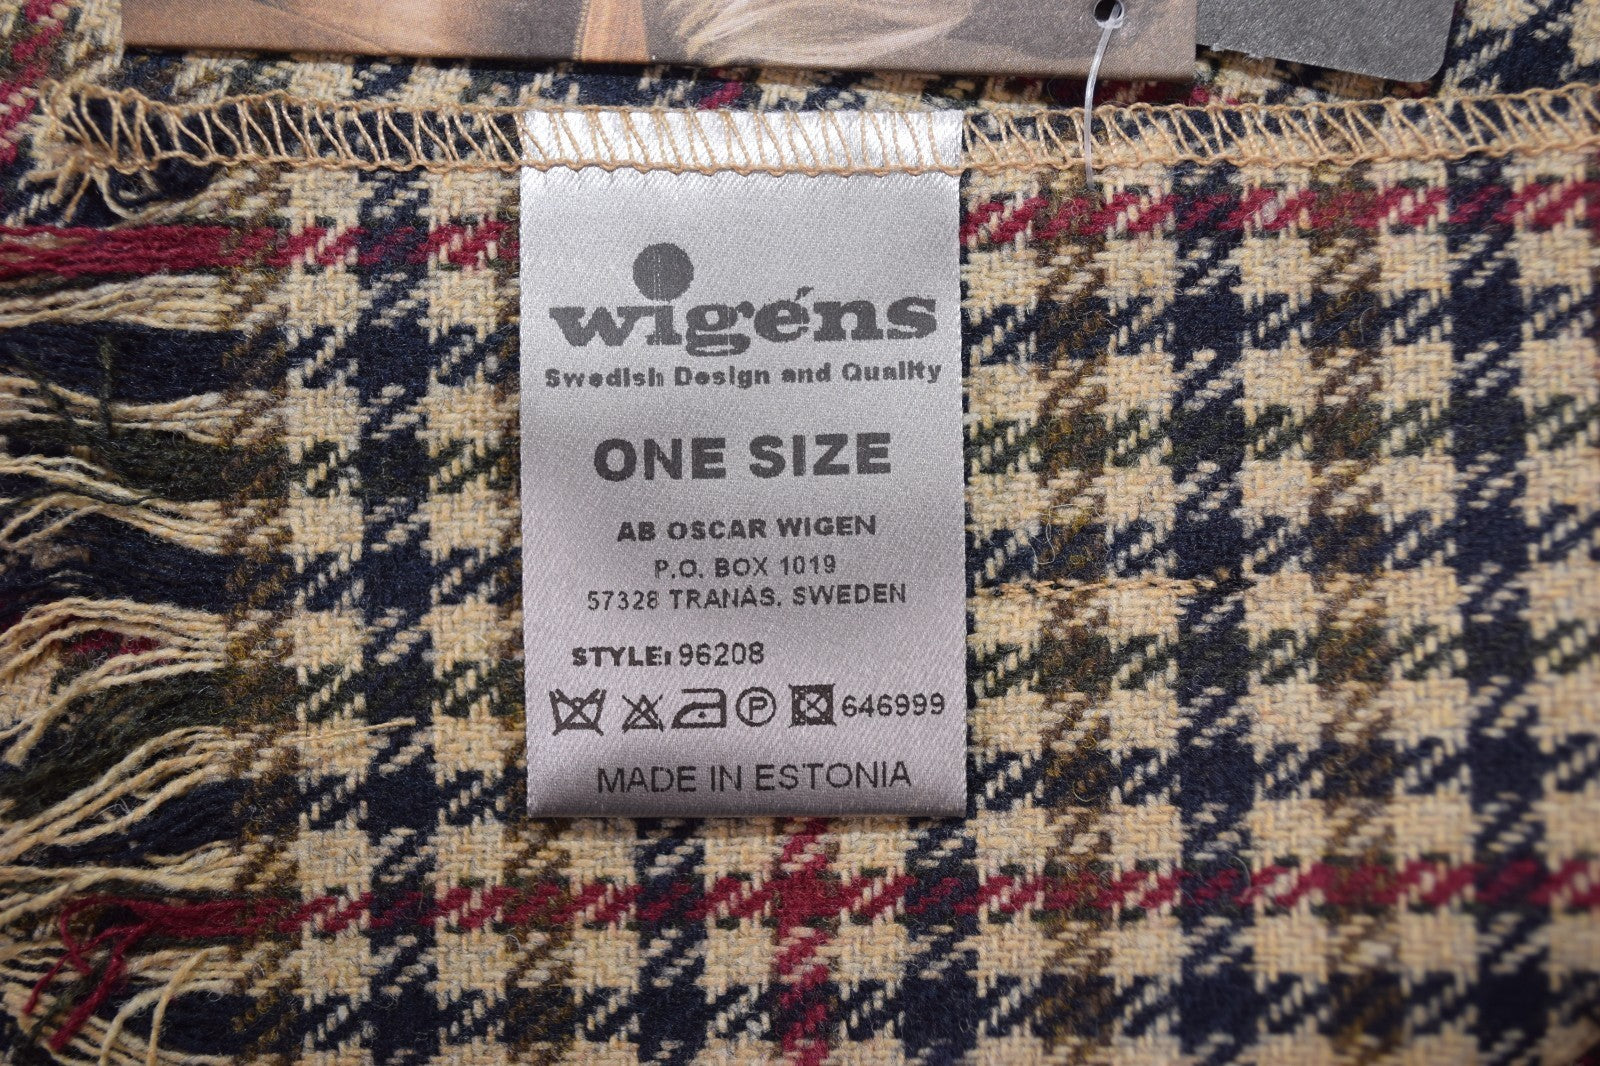 wigéns
Swedish Design and Quality
ONE SIZE
AB OSCAR WIGEN
P.O. BOX 1019
57328 TRANÅS. SWEDEN
STYLE: 96208
P 646999
MADE IN ESTONIA